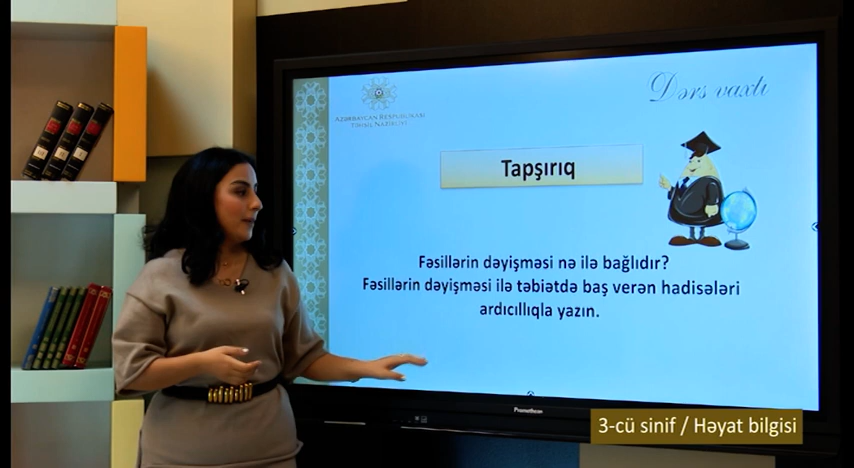 Dərs vaxtı
AZƏRBAYCAN RESPUBLİKASI
TƏHSİL NAZİRLİYİ
Tapşırıq
Fəsillərin dəyişməsi nə ilə bağlıdır?
Fəsillərin dəyişməsi ilə təbiətdə baş verən hadisələri
ardıcıllıqla yazın.
Promethean
3-cü sinif / Həyat bilgisi